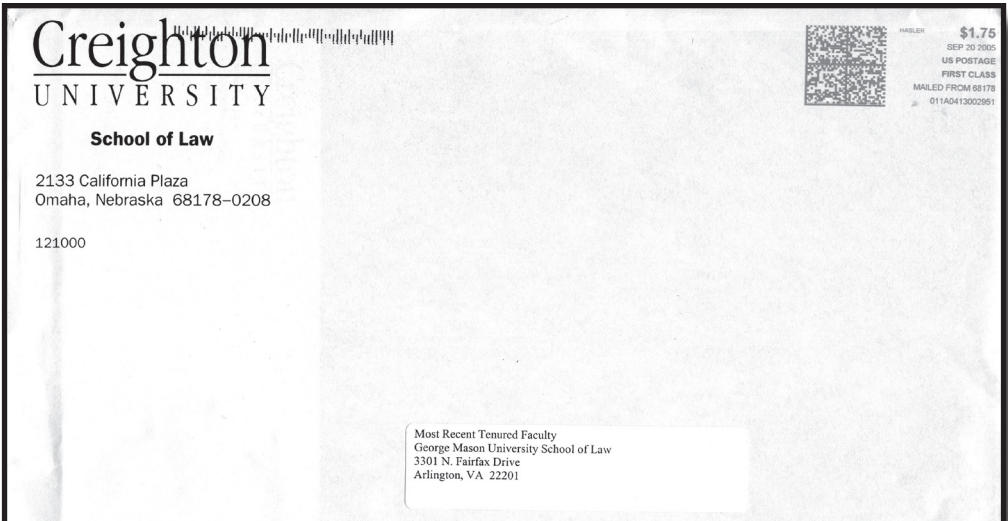 Creighton
UNIVERSITY
School of Law
2133 California Plaza
Omaha, Nebraska 68178–0208
121000
HASLER
$1.75
SEP 20 2005
US POSTAGE
FIRST CLASS
MAILED FROM 68178
011A0413002951
Most Recent Tenured Faculty
George Mason University School of Law
3301 N. Fairfax Drive
Arlington, VA 22201